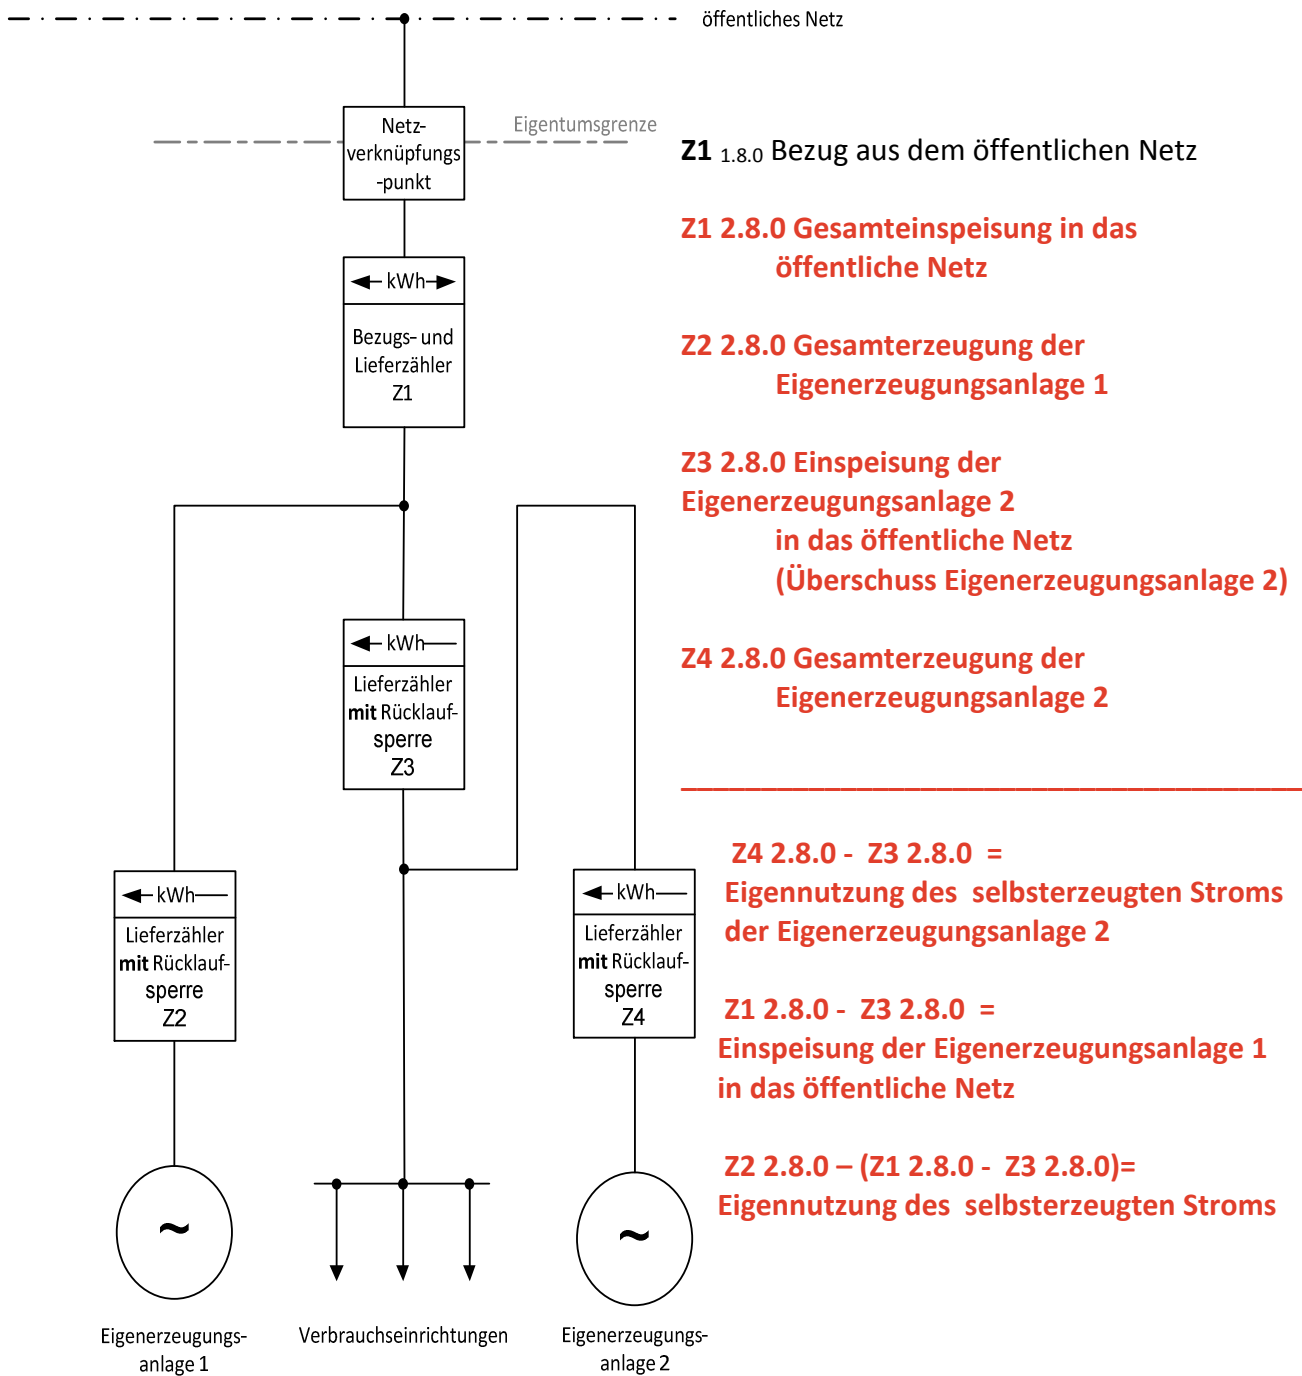 öffentliches Netz
Netz-
verknüpfungs
-punkt
Eigentumsgrenze
kWh
Bezugs- und
Lieferzähler
Z1
kWh
Lieferzähler
mit Rücklauf-
sperre
Z3
kWh
Lieferzähler
mit Rücklauf-
sperre
Z2
kWh
Lieferzähler
mit Rücklauf-
sperre
Z4
~
~
Eigenerzeugungs-
anlage 1
Verbrauchseinrichtungen
Eigenerzeugungs-
anlage 2
Z1 1.8.0 Bezug aus dem öffentlichen Netz
Z1 2.8.0 Gesamteinspeisung in das
öffentliche Netz
Z2 2.8.0 Gesamterzeugung der
Eigenerzeugungsanlage 1
Z3 2.8.0 Einspeisung der
Eigenerzeugungsanlage 2
in das öffentliche Netz
(Überschuss Eigenerzeugungsanlage 2)
Z4 2.8.0 Gesamterzeugung der
Eigenerzeugungsanlage 2
Z4 2.8.0 - Z3 2.8.0 =
Eigennutzung des selbsterzeugten Stroms
der Eigenerzeugungsanlage 2
Z1 2.8.0 - Z3 2.8.0 =
Einspeisung der Eigenerzeugungsanlage 1
in das öffentliche Netz
Z2 2.8.0 – (Z1 2.8.0 - Z3 2.8.0)=
Eigennutzung des selbsterzeugten Stroms